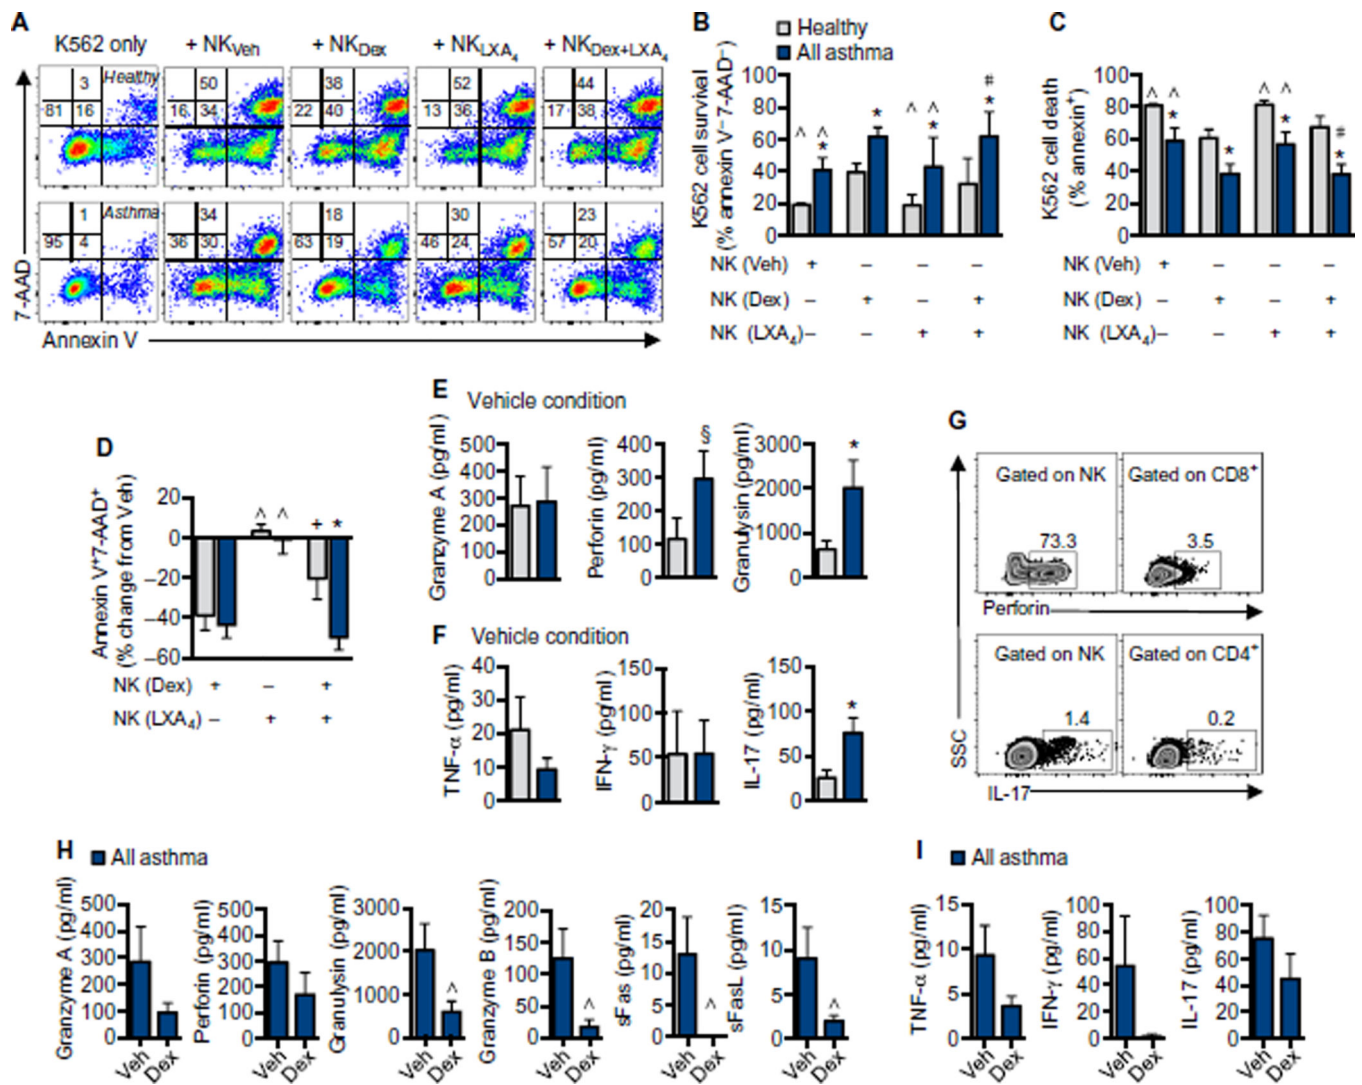 A
K562 only
+ NKVeh
+ NKDex
+ NKLXA4
+ NKDex+LXA4
Healthy
3
81 16
50
16 34
38
22 40
52
13 36
44
17 38
Asthma
1
95 4
34
36 30
18
63 19
30
46 24
23
57 20
7-AAD
Annexin V
B
Healthy
All asthma
K562 cell survival
(% annexin V– 7-AAD–)
100
80
60
40
20
0
^ ^ * * ^ ^ * # *
NK (Veh) + – – –
NK (Dex) – + – +
NK (LXA4) – – + +
C
K562 cell death
(% annexin+)
100
80
60
40
20
0
^ ^ * * ^ ^ * # *
+ – – –
NK (Veh)
NK (Dex) – + – +
NK (LXA4) – – + +
D
Annexin V+7-AAD+
(% change from Veh)
20
0
–20
–40
–60
^ ^ + *
NK (Dex) + – +
NK (LXA4) – + +
E
Vehicle condition
Granzyme A (pg/ml)
500
400
300
200
100
0
Perforin (pg/ml)
400
300
200
100
0
§
Granulysin (pg/ml)
3000
2000
1000
0
*
F
Vehicle condition
TNF-α (pg/ml)
40
30
20
10
0
IFN-γ (pg/ml)
150
100
50
0
IL-17 (pg/ml)
150
100
50
0
*
G
Gated on NK
73.3
Gated on CD8+
3.5
Perforin
Gated on NK
1.4
Gated on CD4+
0.2
SSC
IL-17
H
All asthma
Granzyme A (pg/ml)
500
400
300
200
100
0
Veh Dex
Perforin (pg/ml)
500
400
300
200
100
0
Veh Dex
Granulysin (pg/ml)
3000
2000
1000
0
^
Veh Dex
Granzyme B (pg/ml)
200
150
100
50
0
^
Veh Dex
sFas (pg/ml)
20
15
10
5
0
^
Veh Dex
sFasL (pg/ml)
15
10
5
0
^
Veh Dex
I
All asthma
TNF-α (pg/ml)
15
10
5
0
Veh Dex
IFN-γ (pg/ml)
100
80
60
40
20
0
Veh Dex
IL-17 (pg/ml)
100
80
60
40
20
0
Veh Dex